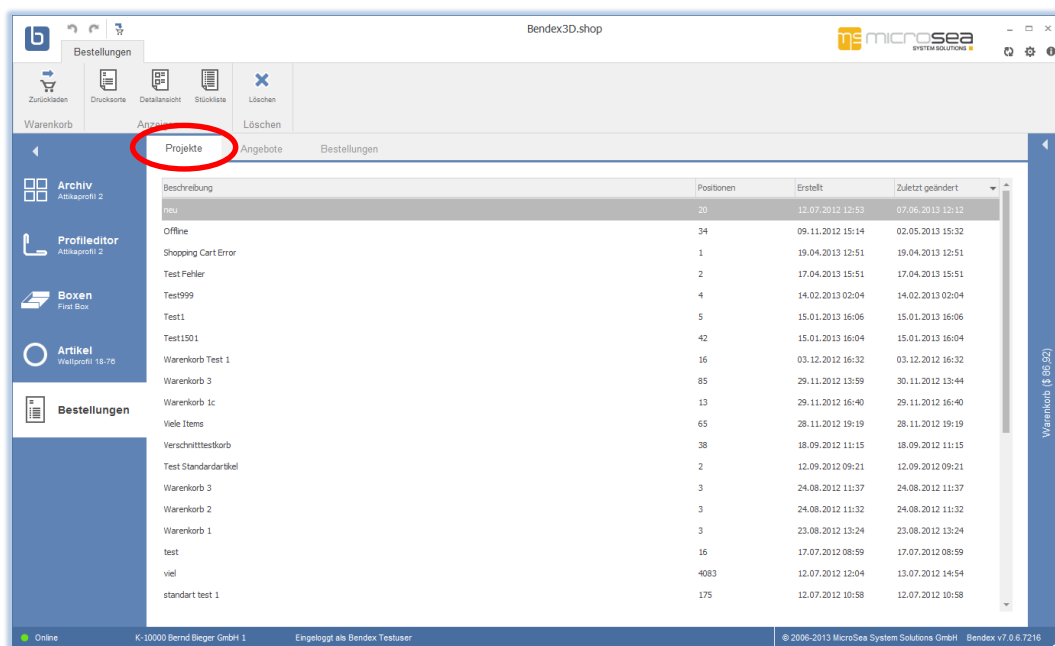 Bendex3D.shop
b
ms microsea
SYSTEM SOLUTIONS
Bestellungen
Zurückladen Drucksorte Detailansicht Stückliste Löschen
Warenkorb Löschen
Projekte Angebote Bestellungen
Archiv
Attikaprofil 2
Profileditor
Attikaprofil 2
Boxen
First Box
Artikel
Wellprofil 18-76
Bestellungen
Beschreibung Positionen Erstellt Zuletzt geändert
neu 20 12.07.2012 12:53 07.06.2013 12:12
Offline 34 09.11.2012 15:14 02.05.2013 15:32
Shopping Cart Error 1 19.04.2013 12:51 19.04.2013 12:51
Test Fehler 2 17.04.2013 15:51 17.04.2013 15:51
Test999 4 14.02.2013 02:04 14.02.2013 02:04
Test1 5 15.01.2013 16:06 15.01.2013 16:06
Test1501 42 15.01.2013 16:04 15.01.2013 16:04
Warenkorb Test 1 16 03.12.2012 16:32 03.12.2012 16:32
Warenkorb 3 85 29.11.2012 13:59 30.11.2012 13:44
Warenkorb 1c 13 29.11.2012 16:40 29.11.2012 16:40
Viele Items 65 28.11.2012 19:19 28.11.2012 19:19
Verschnitttestkorb 38 18.09.2012 11:15 18.09.2012 11:15
Test Standardartikel 2 12.09.2012 09:21 12.09.2012 09:21
Warenkorb 3 3 24.08.2012 11:37 24.08.2012 11:37
Warenkorb 2 3 24.08.2012 11:32 24.08.2012 11:32
Warenkorb 1 3 23.08.2012 13:24 23.08.2012 13:24
test 16 17.07.2012 08:59 17.07.2012 08:59
viel 4083 12.07.2012 12:04 13.07.2012 14:54
standart test 1 175 12.07.2012 10:58 12.07.2012 10:58
Warenkorb ($ 86,92)
Online K-10000 Bernd Bieger GmbH 1 Eingeloggt als Bendex Testuser © 2006-2013 MicroSea System Solutions GmbH Bendex v7.0.6.7216